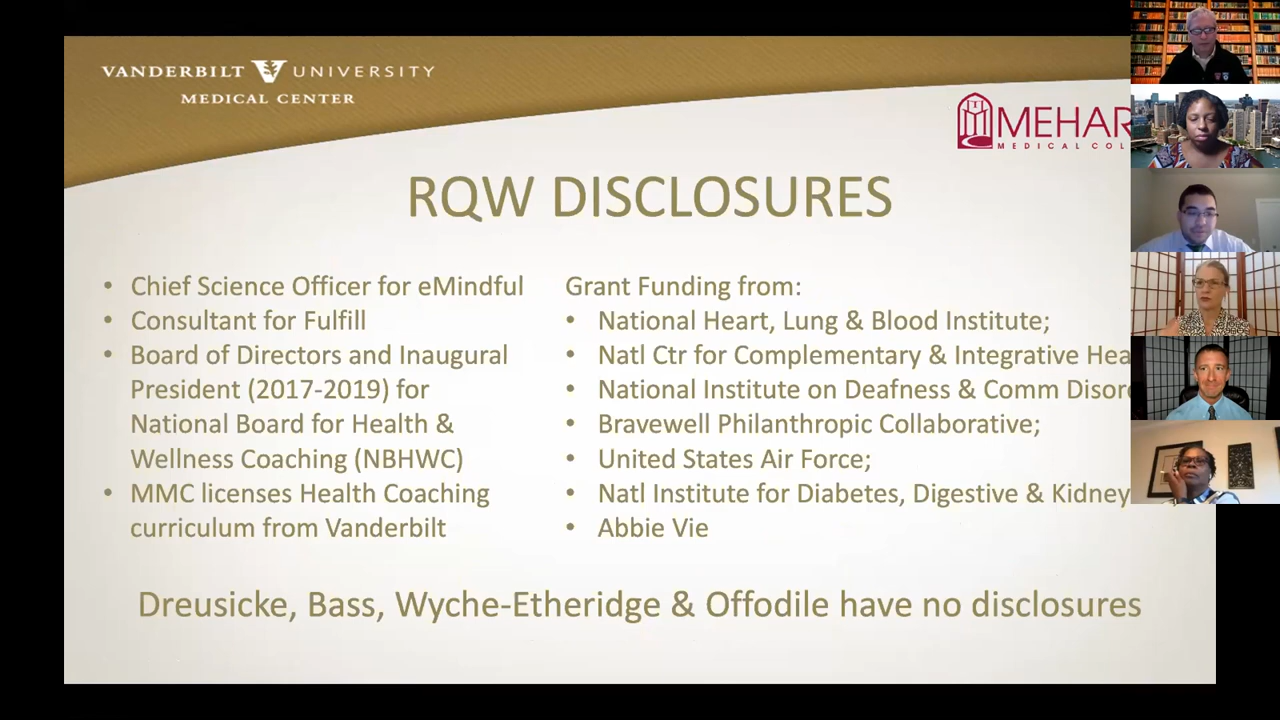 VANDERBILT UNIVERSITY
MEDICAL CENTER
MEHAR
MEDICAL COL
RQW DISCLOSURES
• Chief Science Officer for eMindful
• Consultant for Fulfill
• Board of Directors and Inaugural
President (2017-2019) for
National Board for Health &
Wellness Coaching (NBHWC)
• MMC licenses Health Coaching
curriculum from Vanderbilt
Grant Funding from:
• National Heart, Lung & Blood Institute;
• Natl Ctr for Complementary & Integrative Hea
• National Institute on Deafness & Comm Disor
• Bravewell Philanthropic Collaborative;
• United States Air Force;
• Natl Institute for Diabetes, Digestive & Kidney
• Abbie Vie
Dreusicke, Bass, Wyche-Etheridge & Offodile have no disclosures